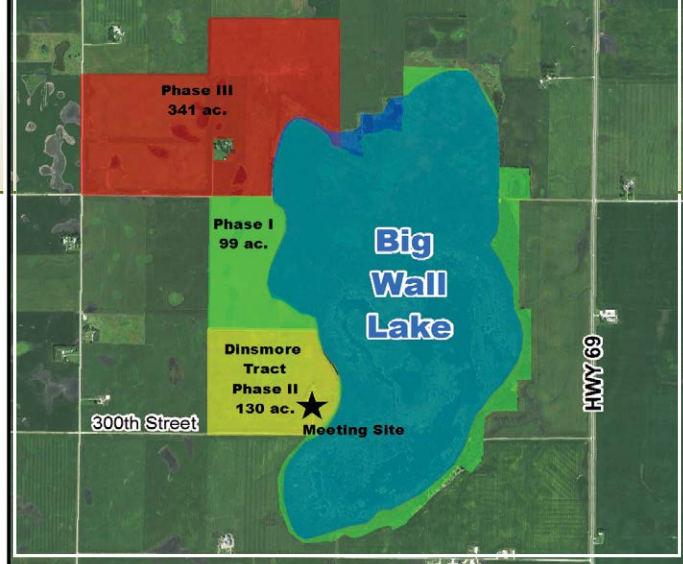 Phase III
341 ac.
Phase I
99 ac.
Big
Wall
Lake
Dinsmore
Tract
Phase II
130 ac.
Meeting Site
300th Street
HWY 69